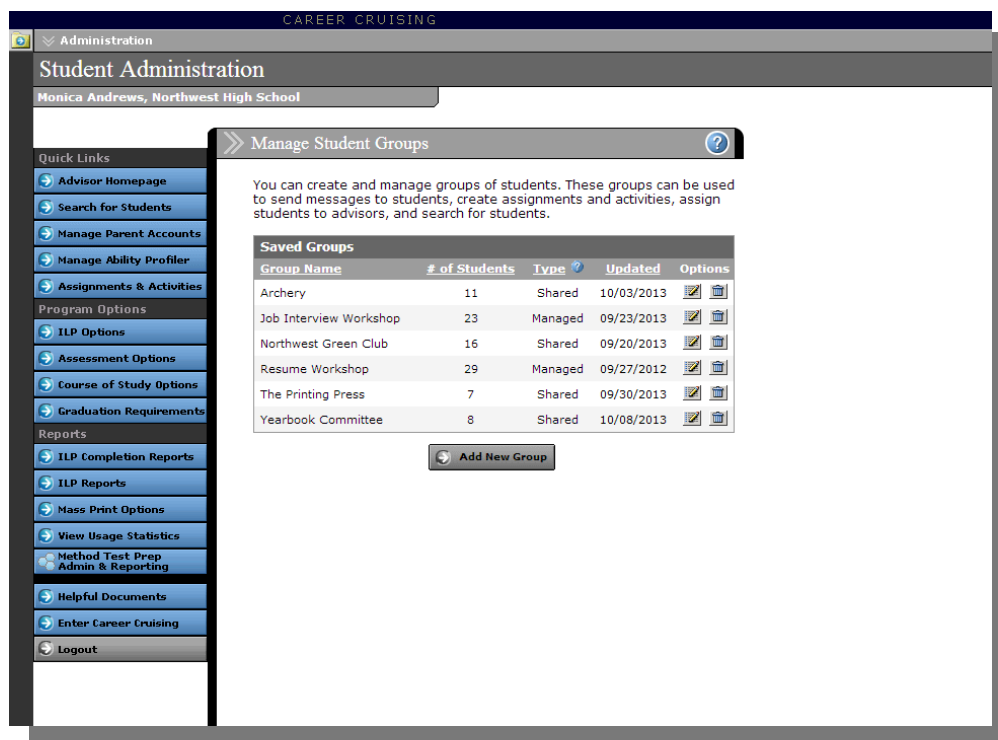 CAREER CRUISING
Administration
Student Administration
Monica Andrews, Northwest High School
Quick Links
Advisor Homepage
Search for Students
Manage Parent Accounts
Manage Ability Profiler
Assignments & Activities
Program Options
ILP Options
Assessment Options
Course of Study Options
Graduation Requirements
Reports
ILP Completion Reports
ILP Reports
Mass Print Options
View Usage Statistics
Method Test Prep
Admin & Reporting
Helpful Documents
Enter Career Cruising
Logout
Manage Student Groups ?
You can create and manage groups of students. These groups can be used
to send messages to students, create assignments and activities, assign
students to advisors, and search for students.
Saved Groups
Group Name # of Students Type ? Updated Options
Archery 11 Shared 10/03/2013
Job Interview Workshop 23 Managed 09/23/2013
Northwest Green Club 16 Shared 09/20/2013
Resume Workshop 29 Managed 09/27/2012
The Printing Press 7 Shared 09/30/2013
Yearbook Committee 8 Shared 10/08/2013
Add New Group